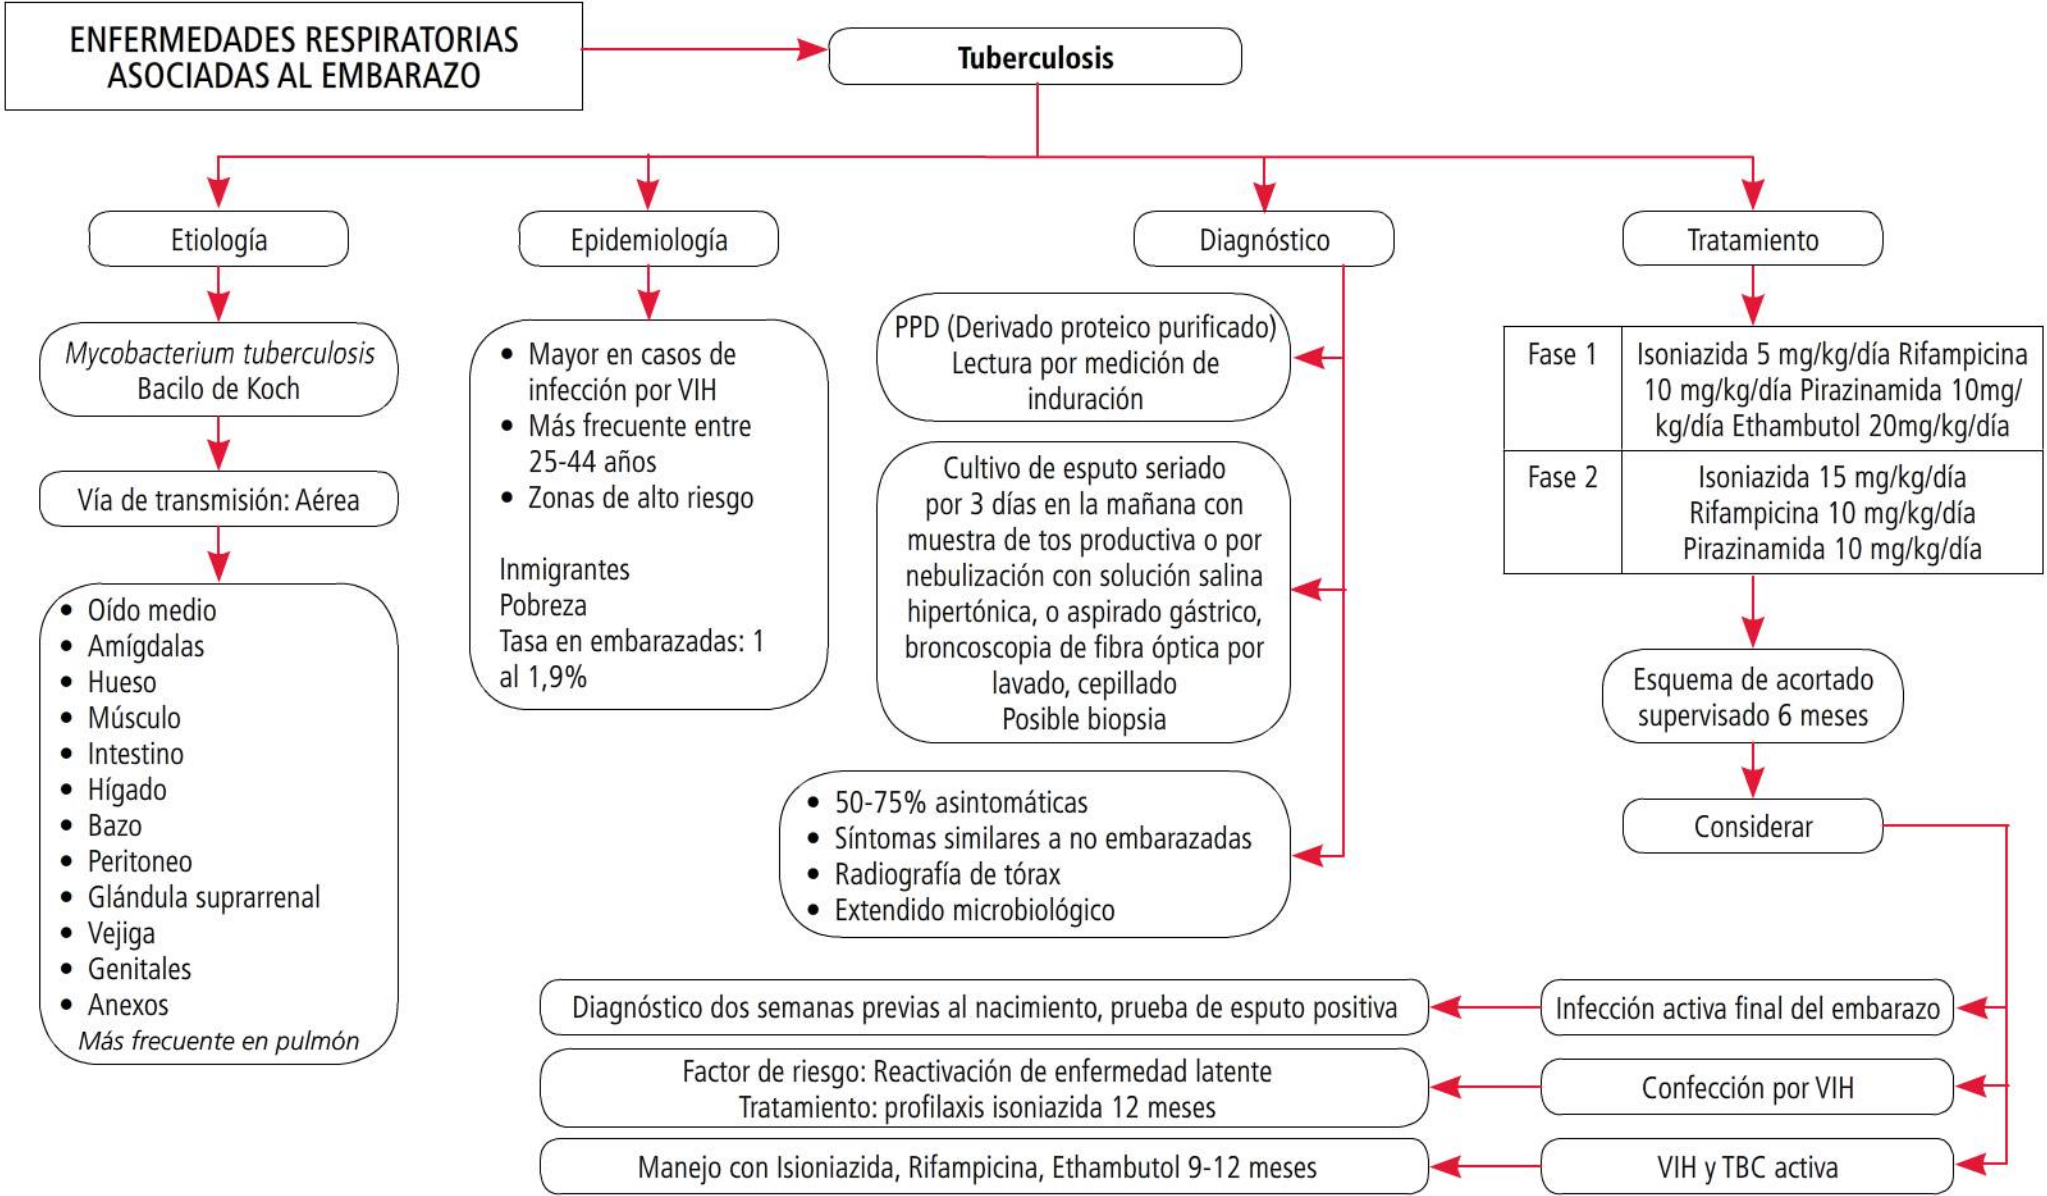 ENFERMEDADES RESPIRATORIAS
ASOCIADAS AL EMBARAZO
Tuberculosis
Etiología
Mycobacterium tuberculosis
Bacilo de Koch
Vía de transmisión: Aérea
• Oído medio
• Amígdalas
• Hueso
• Músculo
• Intestino
• Hígado
• Bazo
• Peritoneo
• Glándula suprarrenal
• Vejiga
• Genitales
• Anexos
Más frecuente en pulmón
Epidemiología
• Mayor en casos de
infección por VIH
• Más frecuente entre
25-44 años
• Zonas de alto riesgo
Inmigrantes
Pobreza
Tasa en embarazadas: 1
al 1,9%
Diagnóstico
PPD (Derivado proteico purificado)
Lectura por medición de
induración
Cultivo de esputo seriado
por 3 días en la mañana con
muestra de tos productiva o por
nebulización con solución salina
hipertónica, o aspirado gástrico,
broncoscopia de fibra óptica por
lavado, cepillado
Posible biopsia
• 50-75% asintomáticas
• Síntomas similares a no embarazadas
• Radiografía de tórax
• Extendido microbiológico
Tratamiento
Fase 1
Isoniazida 5 mg/kg/día Rifampicina
10 mg/kg/día Pirazinamida 10mg/
kg/día Ethambutol 20mg/kg/día
Fase 2
Isoniazida 15 mg/kg/día
Rifampicina 10 mg/kg/día
Pirazinamida 10 mg/kg/día
Esquema de acortado
supervisado 6 meses
Considerar
Infección activa final del embarazo
Diagnóstico dos semanas previas al nacimiento, prueba de esputo positiva
Confección por VIH
Factor de riesgo: Reactivación de enfermedad latente
Tratamiento: profilaxis isoniazida 12 meses
VIH y TBC activa
Manejo con Isioniazida, Rifampicina, Ethambutol 9-12 meses